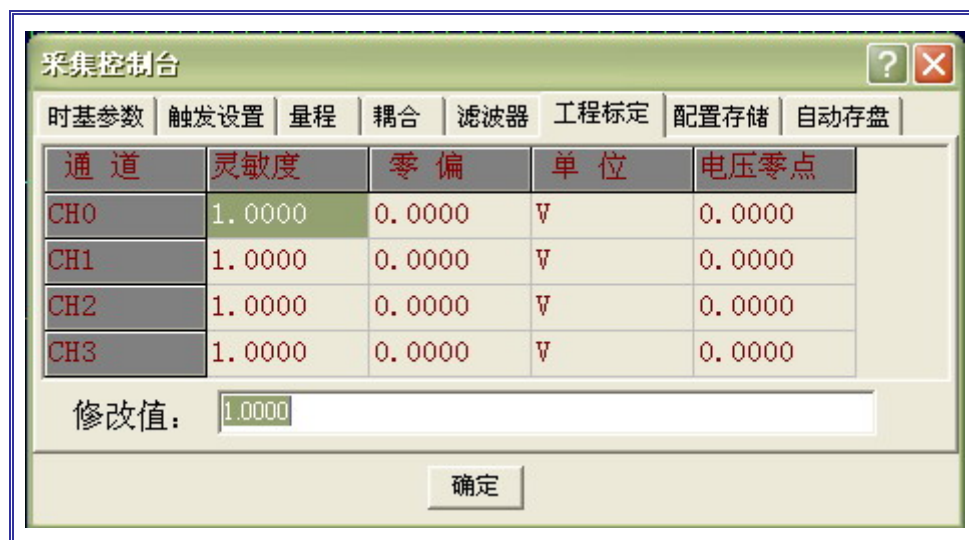 采集控制台
时基参数 触发设置 量程 耦合 滤波器 工程标定 配置存储 自动存盘
通 道 灵敏度 零 偏 单 位 电压零点
CH0 1.0000 0.0000 V 0.0000
CH1 1.0000 0.0000 V 0.0000
CH2 1.0000 0.0000 V 0.0000
CH3 1.0000 0.0000 V 0.0000
修改值: 1.0000
确定